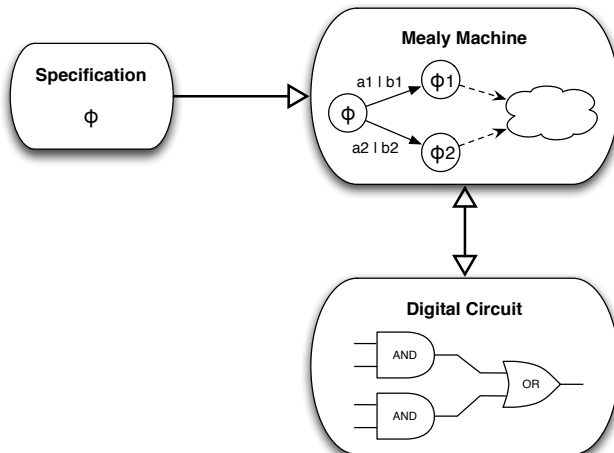 Specification
ϕ
Mealy Machine
a1 | b1
ϕ1
ϕ
a2 | b2
ϕ2
Digital Circuit
AND
OR
AND